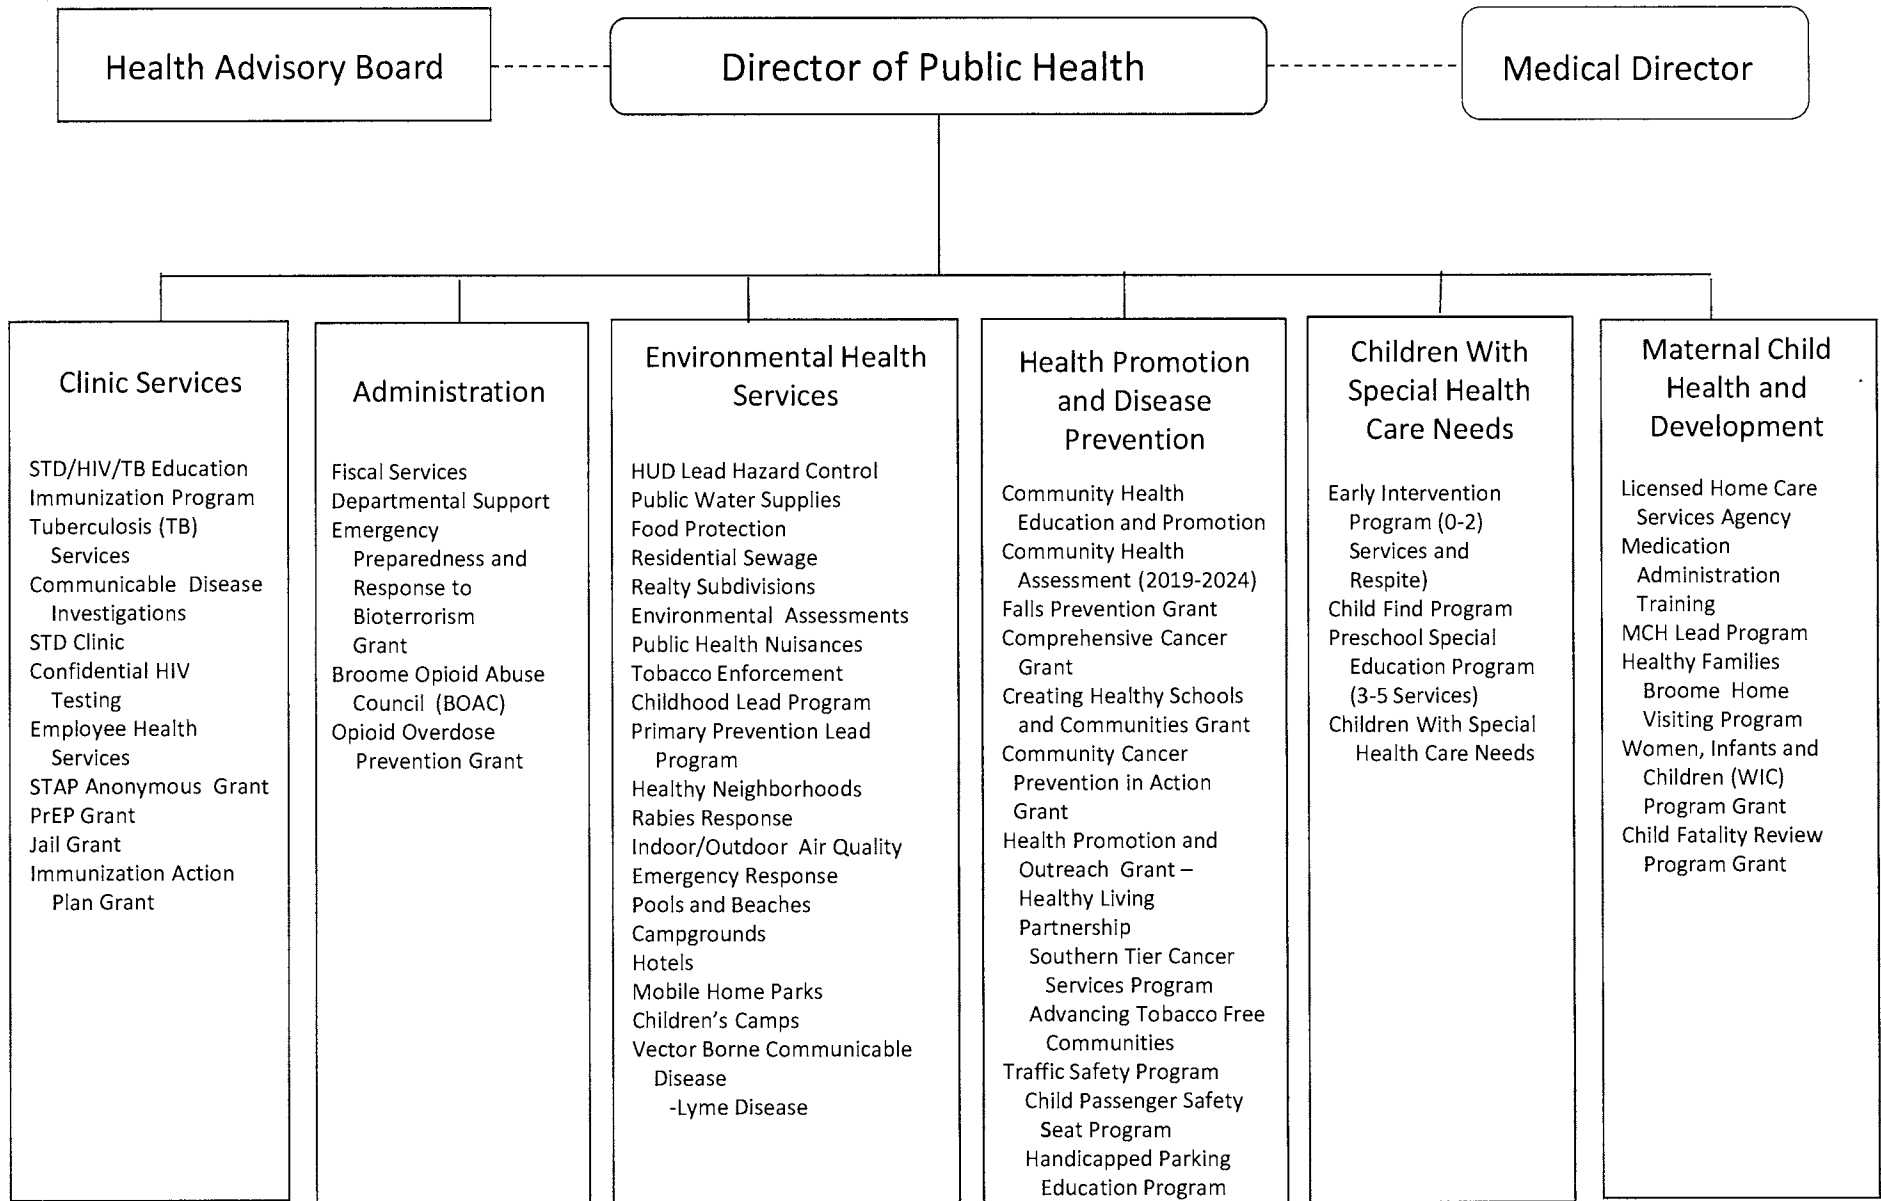 Health Advisory Board
Director of Public Health
Medical Director
Clinic Services
STD/HIV/TB Education
Immunization Program
Tuberculosis (TB)
Services
Communicable Disease
Investigations
STD Clinic
Confidential HIV
Testing
Employee Health
Services
STAP Anonymous Grant
PrEP Grant
Jail Grant
Immunization Action
Plan Grant
Administration
Fiscal Services
Departmental Support
Emergency
Preparedness and
Response to
Bioterrorism
Grant
Broome Opioid Abuse
Council (BOAC)
Opioid Overdose
Prevention Grant
Environmental Health
Services
HUD Lead Hazard Control
Public Water Supplies
Food Protection
Residential Sewage
Realty Subdivisions
Environmental Assessments
Public Health Nuisances
Tobacco Enforcement
Childhood Lead Program
Primary Prevention Lead
Program
Healthy Neighborhoods
Rabies Response
Indoor/Outdoor Air Quality
Emergency Response
Pools and Beaches
Campgrounds
Hotels
Mobile Home Parks
Children's Camps
Vector Borne Communicable
Disease
-Lyme Disease
Health Promotion
and Disease
Prevention
Community Health
Education and Promotion
Community Health
Assessment (2019-2024)
Falls Prevention Grant
Comprehensive Cancer
Grant
Creating Healthy Schools
and Communities Grant
Community Cancer
Prevention in Action
Grant
Health Promotion and
Outreach Grant –
Healthy Living
Partnership
Southern Tier Cancer
Services Program
Advancing Tobacco Free
Communities
Traffic Safety Program
Child Passenger Safety
Seat Program
Handicapped Parking
Education Program
Children With
Special Health
Care Needs
Early Intervention
Program (0-2)
Services and
Respite)
Child Find Program
Preschool Special
Education Program
(3-5 Services)
Children With Special
Health Care Needs
Maternal Child
Health and
Development
Licensed Home Care
Services Agency
Medication
Administration
Training
MCH Lead Program
Healthy Families
Broome Home
Visiting Program
Women, Infants and
Children (WIC)
Program Grant
Child Fatality Review
Program Grant